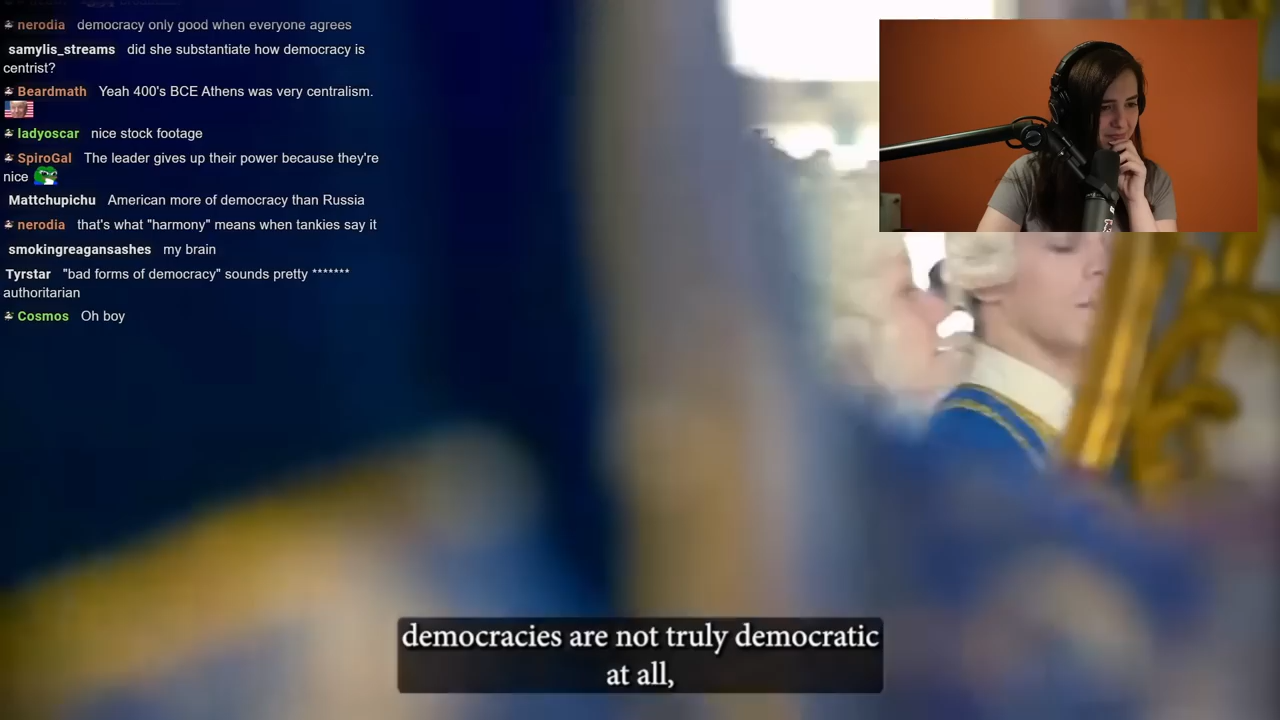 nerodia democracy only good when everyone agrees
samylis_streams did she substantiate how democracy is
centrist?
Beardmath Yeah 400's BCE Athens was very centralism.
ladyoscar nice stock footage
SpiroGal The leader gives up their power because they're
nice
Mattchupichu American more of democracy than Russia
nerodia that's what "harmony" means when tankies say it
smokingreagansashes my brain
Tyrstar "bad forms of democracy" sounds pretty *******
authoritarian
Cosmos Oh boy
democracies are not truly democratic
at all,